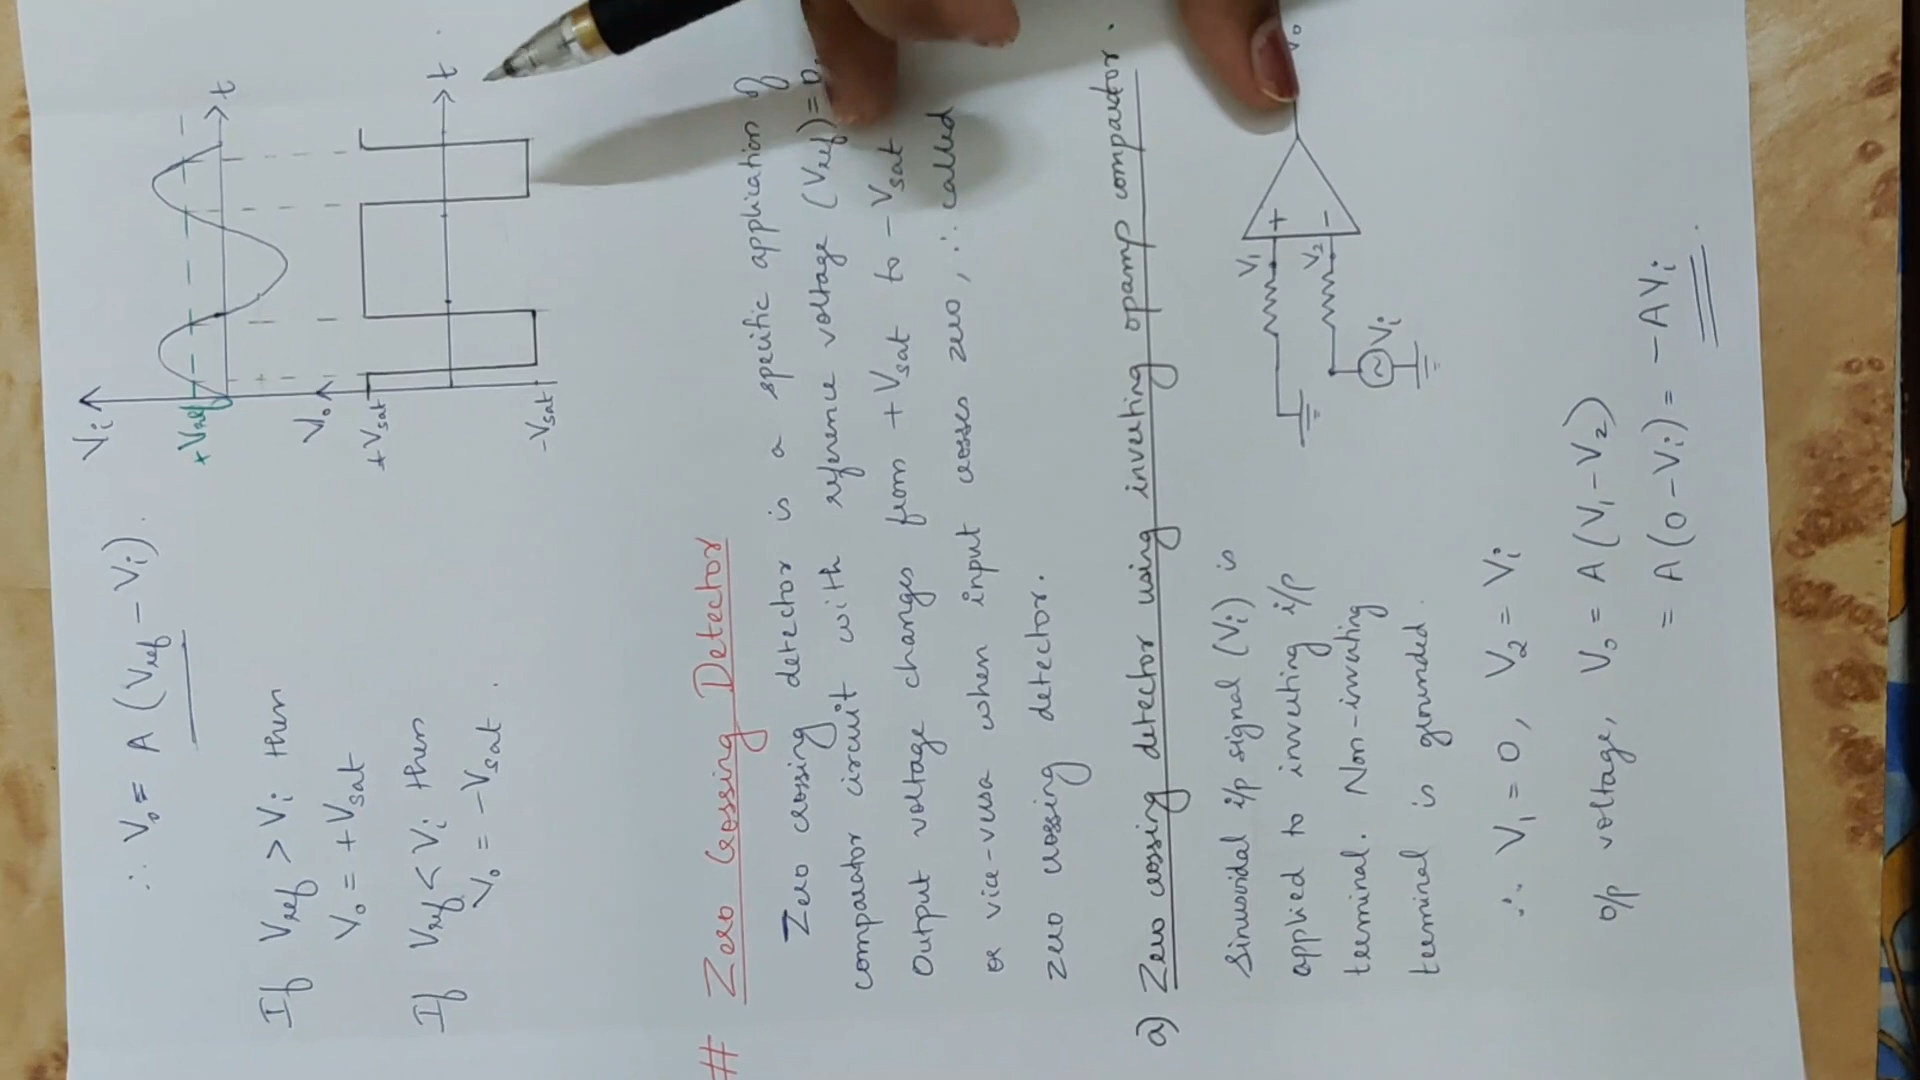 ∴ V₀ = A (Vref − Vi).
If Vref > Vi then
V₀ = +Vsat
If Vref < Vi then
V₀ = −Vsat.
Vi
+Vref
t
V₀
+Vsat
t
−Vsat
# Zero Crossing Detector
Zero crossing detector is a specific application of
comparator circuit with reference voltage (Vref) = 0.
Output voltage changes from +Vsat to −Vsat
or vice-versa when input crosses zero, ∴ called
zero crossing detector.
a) Zero crossing detector using inverting opamp comparator.
Sinusoidal i/p signal (Vi) is
applied to inverting i/p
terminal. Non-inverting
terminal is grounded.
V₁
+
V₂
−
Vi
V₀
∴ V₁ = 0, V₂ = Vi
o/p voltage, V₀ = A (V₁ − V₂)
= A (0 − Vi) = −AVi